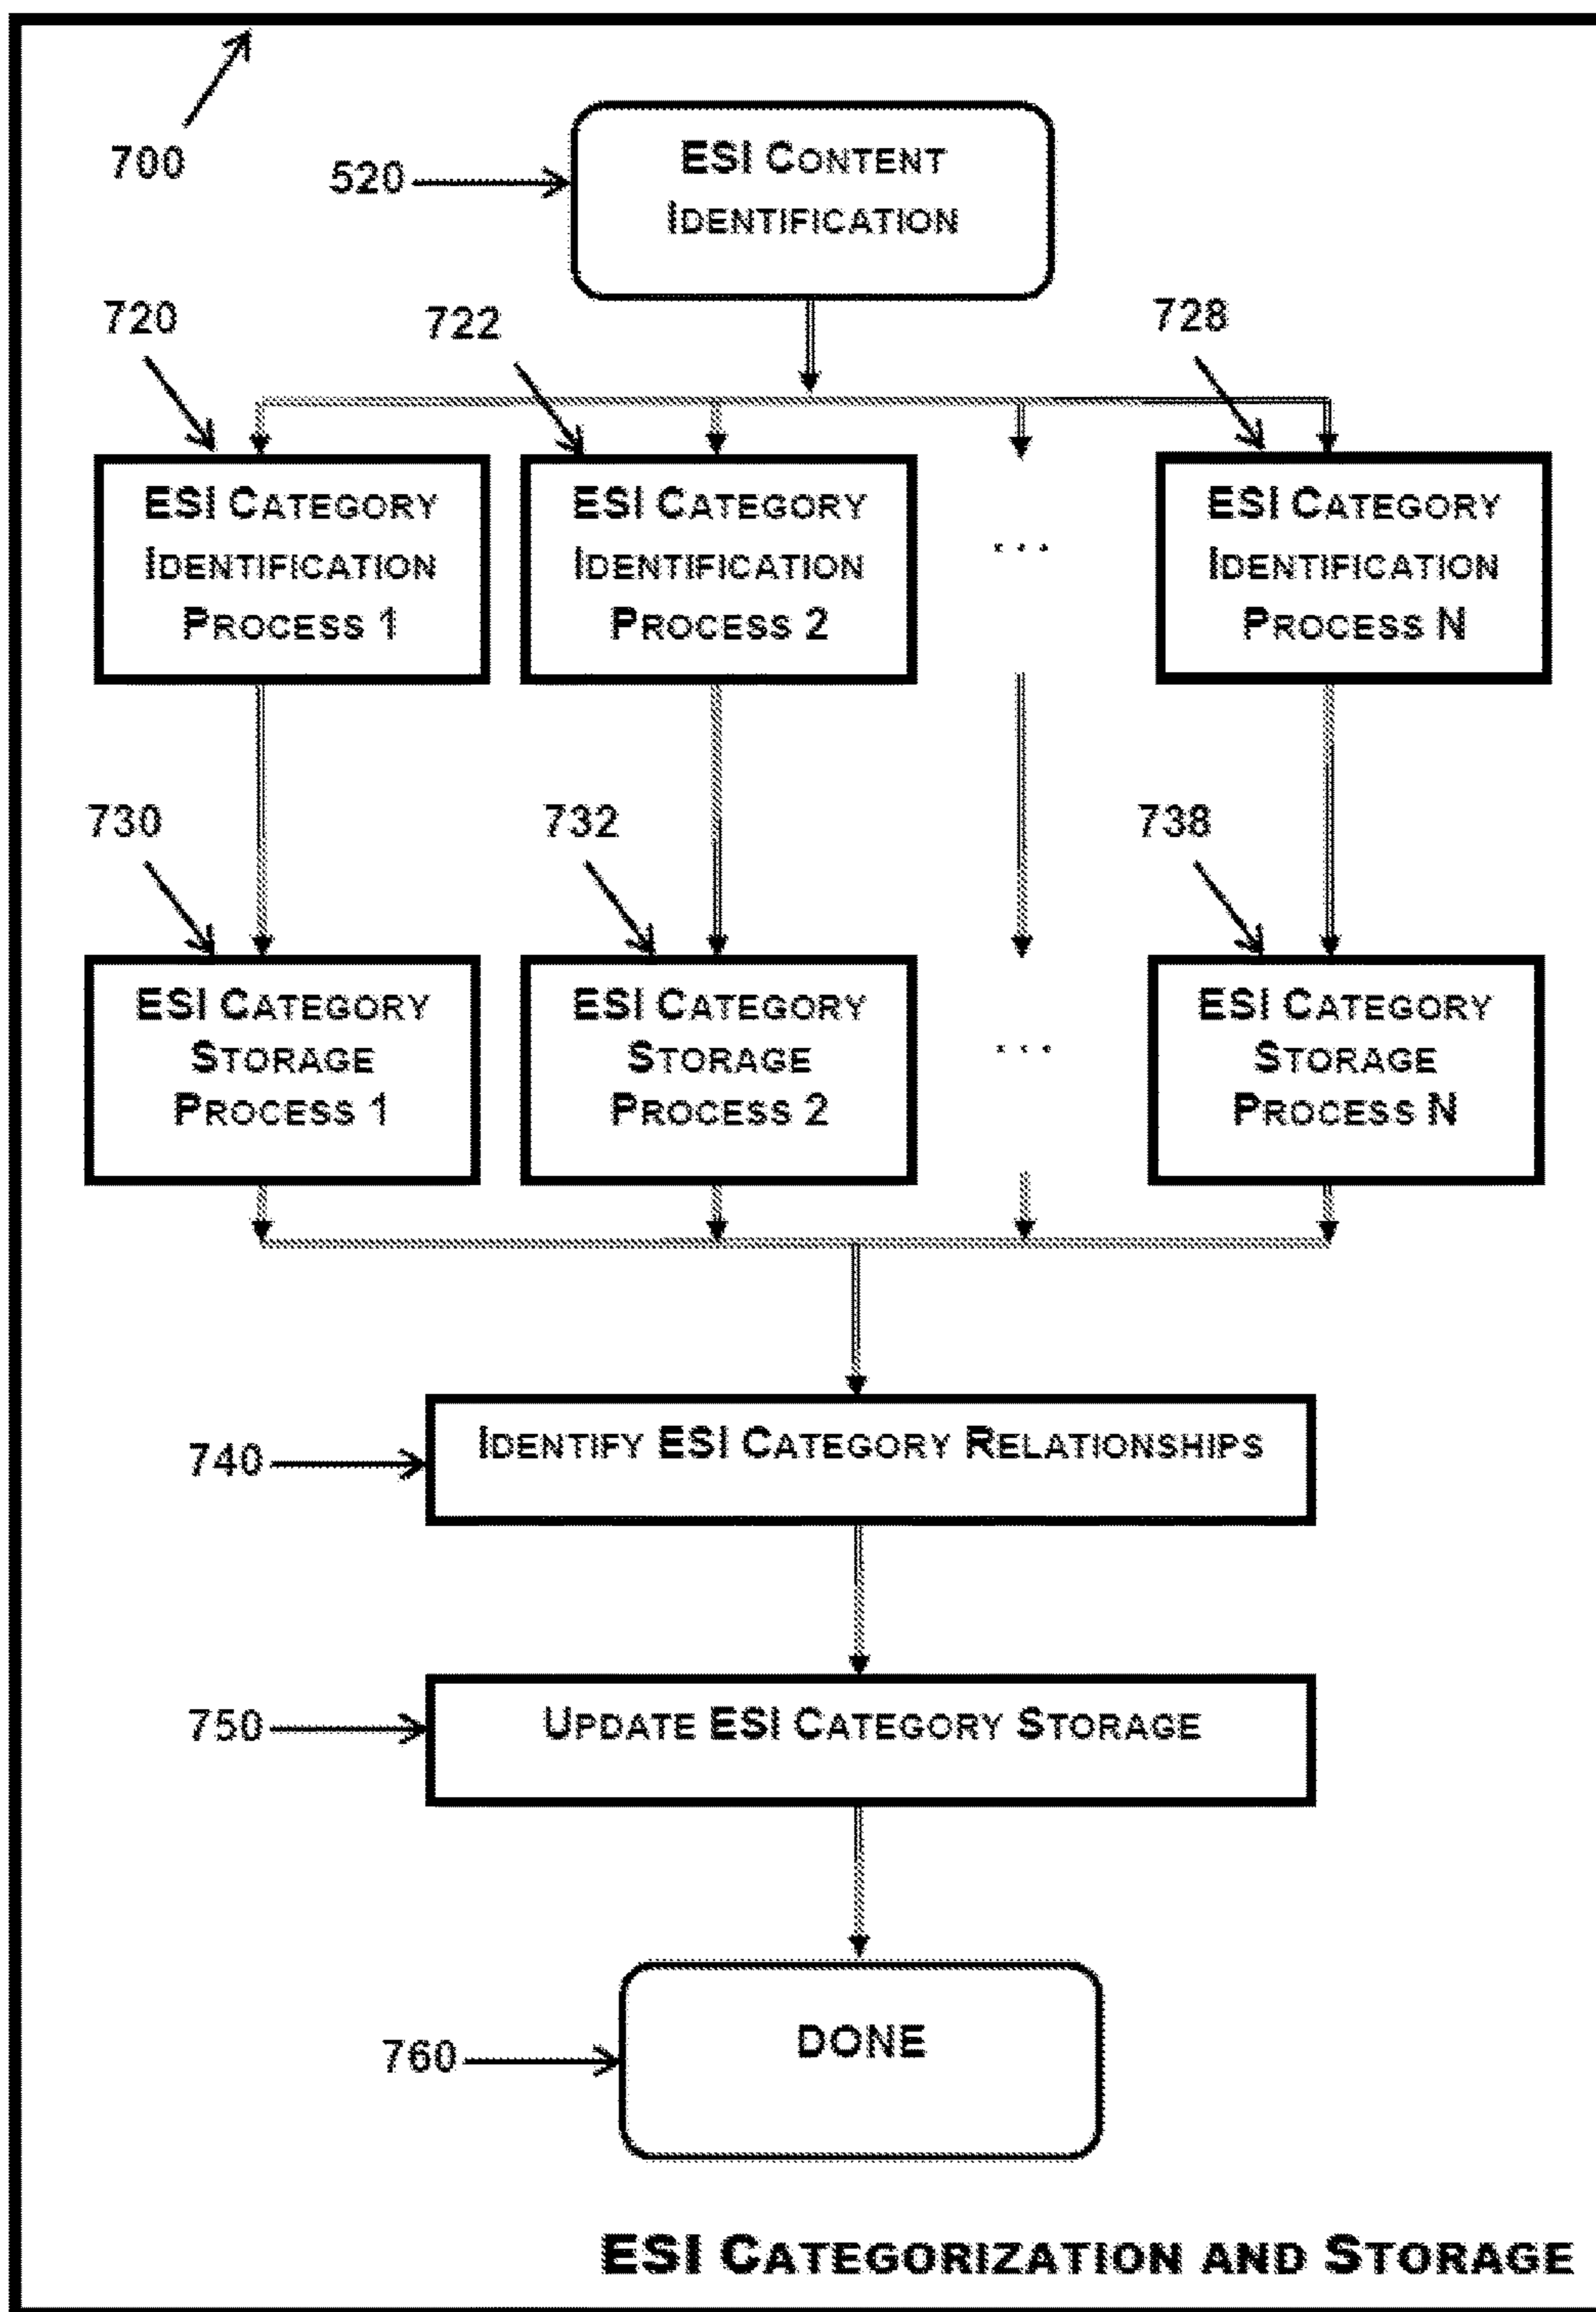 700
520
ESI CONTENT
IDENTIFICATION
720
722
728
ESI CATEGORY
IDENTIFICATION
PROCESS 1
ESI CATEGORY
IDENTIFICATION
PROCESS 2
...
ESI CATEGORY
IDENTIFICATION
PROCESS N
730
732
738
ESI CATEGORY
STORAGE
PROCESS 1
ESI CATEGORY
STORAGE
PROCESS 2
...
ESI CATEGORY
STORAGE
PROCESS N
740
IDENTIFY ESI CATEGORY RELATIONSHIPS
750
UPDATE ESI CATEGORY STORAGE
760
DONE
ESI CATEGORIZATION AND STORAGE